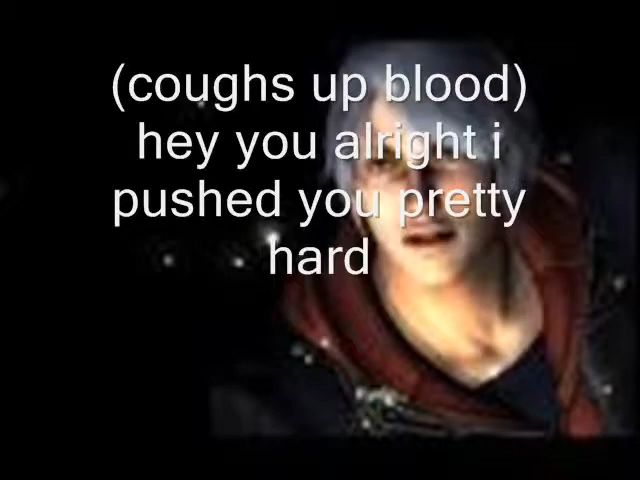 (coughs up blood)
hey you alright i
pushed you pretty
hard